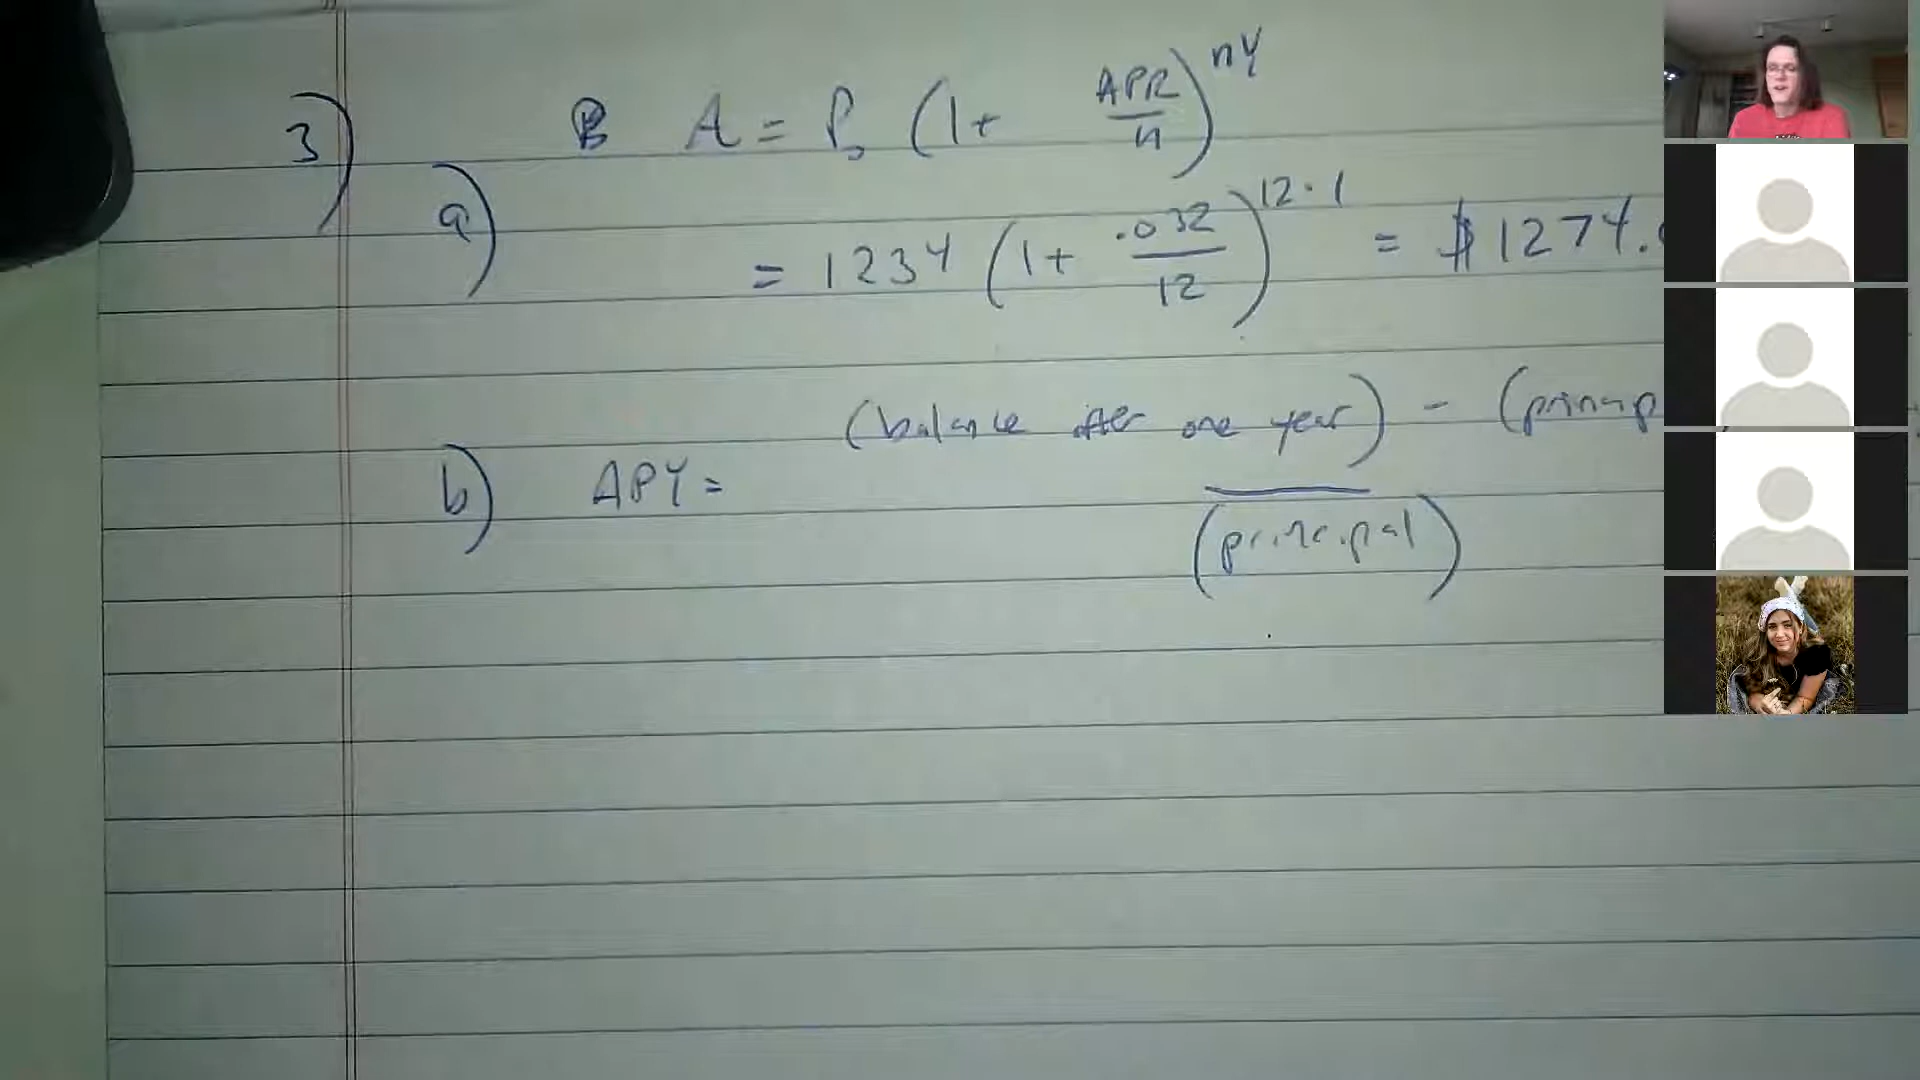 3) B A = P₀ (1 + APR/n)^nY
a) = 1234 (1 + .032/12)^12·1 = $1274.
(balance after one year) - (princip
b) APY =
(principal)